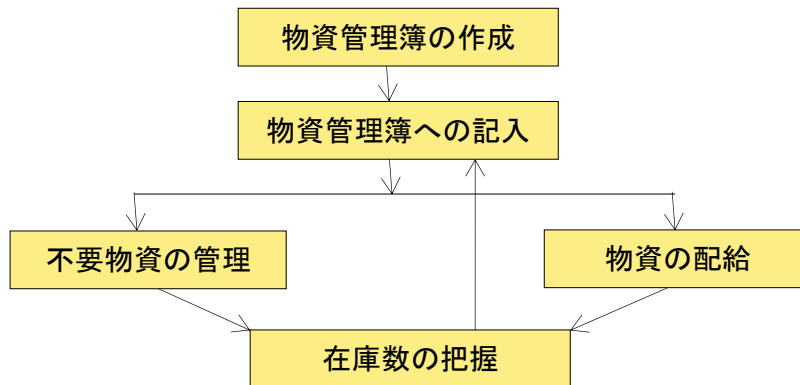 物資管理簿の作成
物資管理簿への記入
不要物資の管理
物資の配給
在庫数の把握